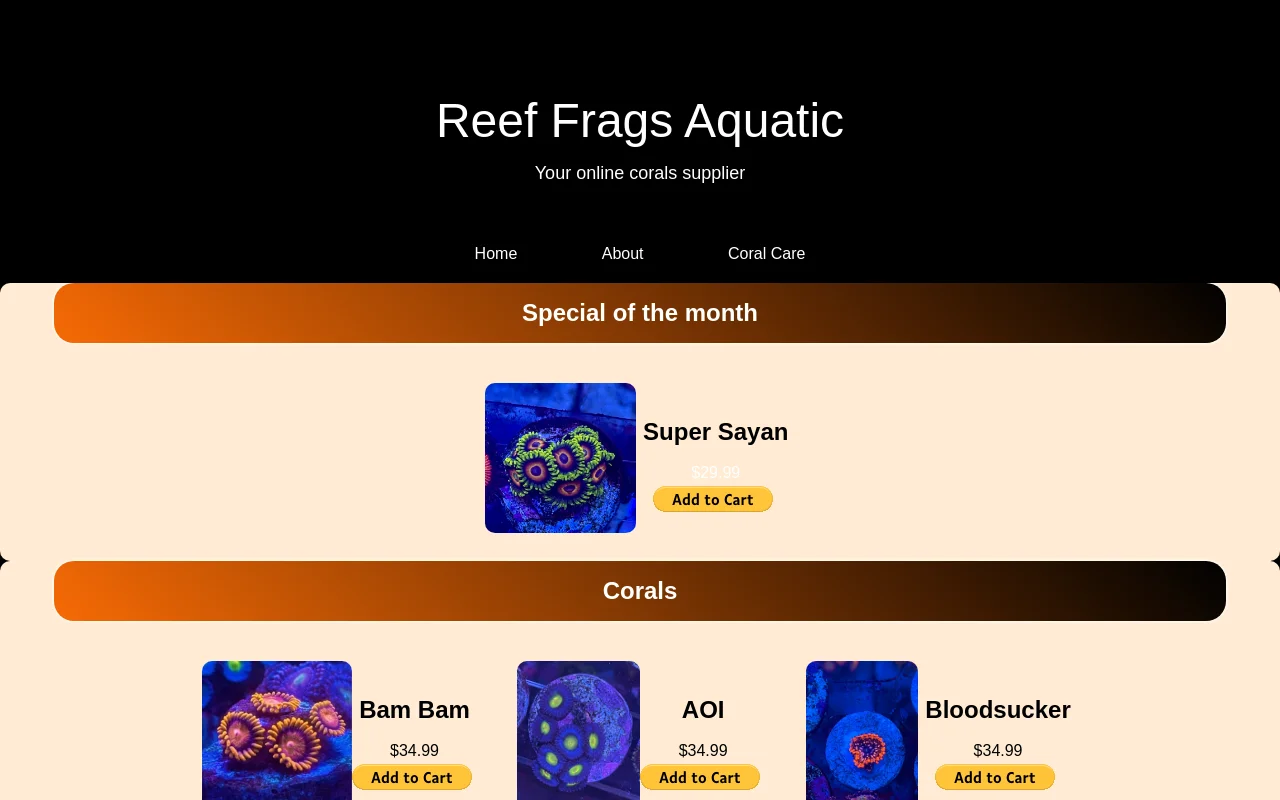 Reef Frags Aquatic
Your online corals supplier
Home About Coral Care
Special of the month
Super Sayan
$29.99
Add to Cart
Corals
Bam Bam
$34.99
Add to Cart
AOI
$34.99
Add to Cart
Bloodsucker
$34.99
Add to Cart